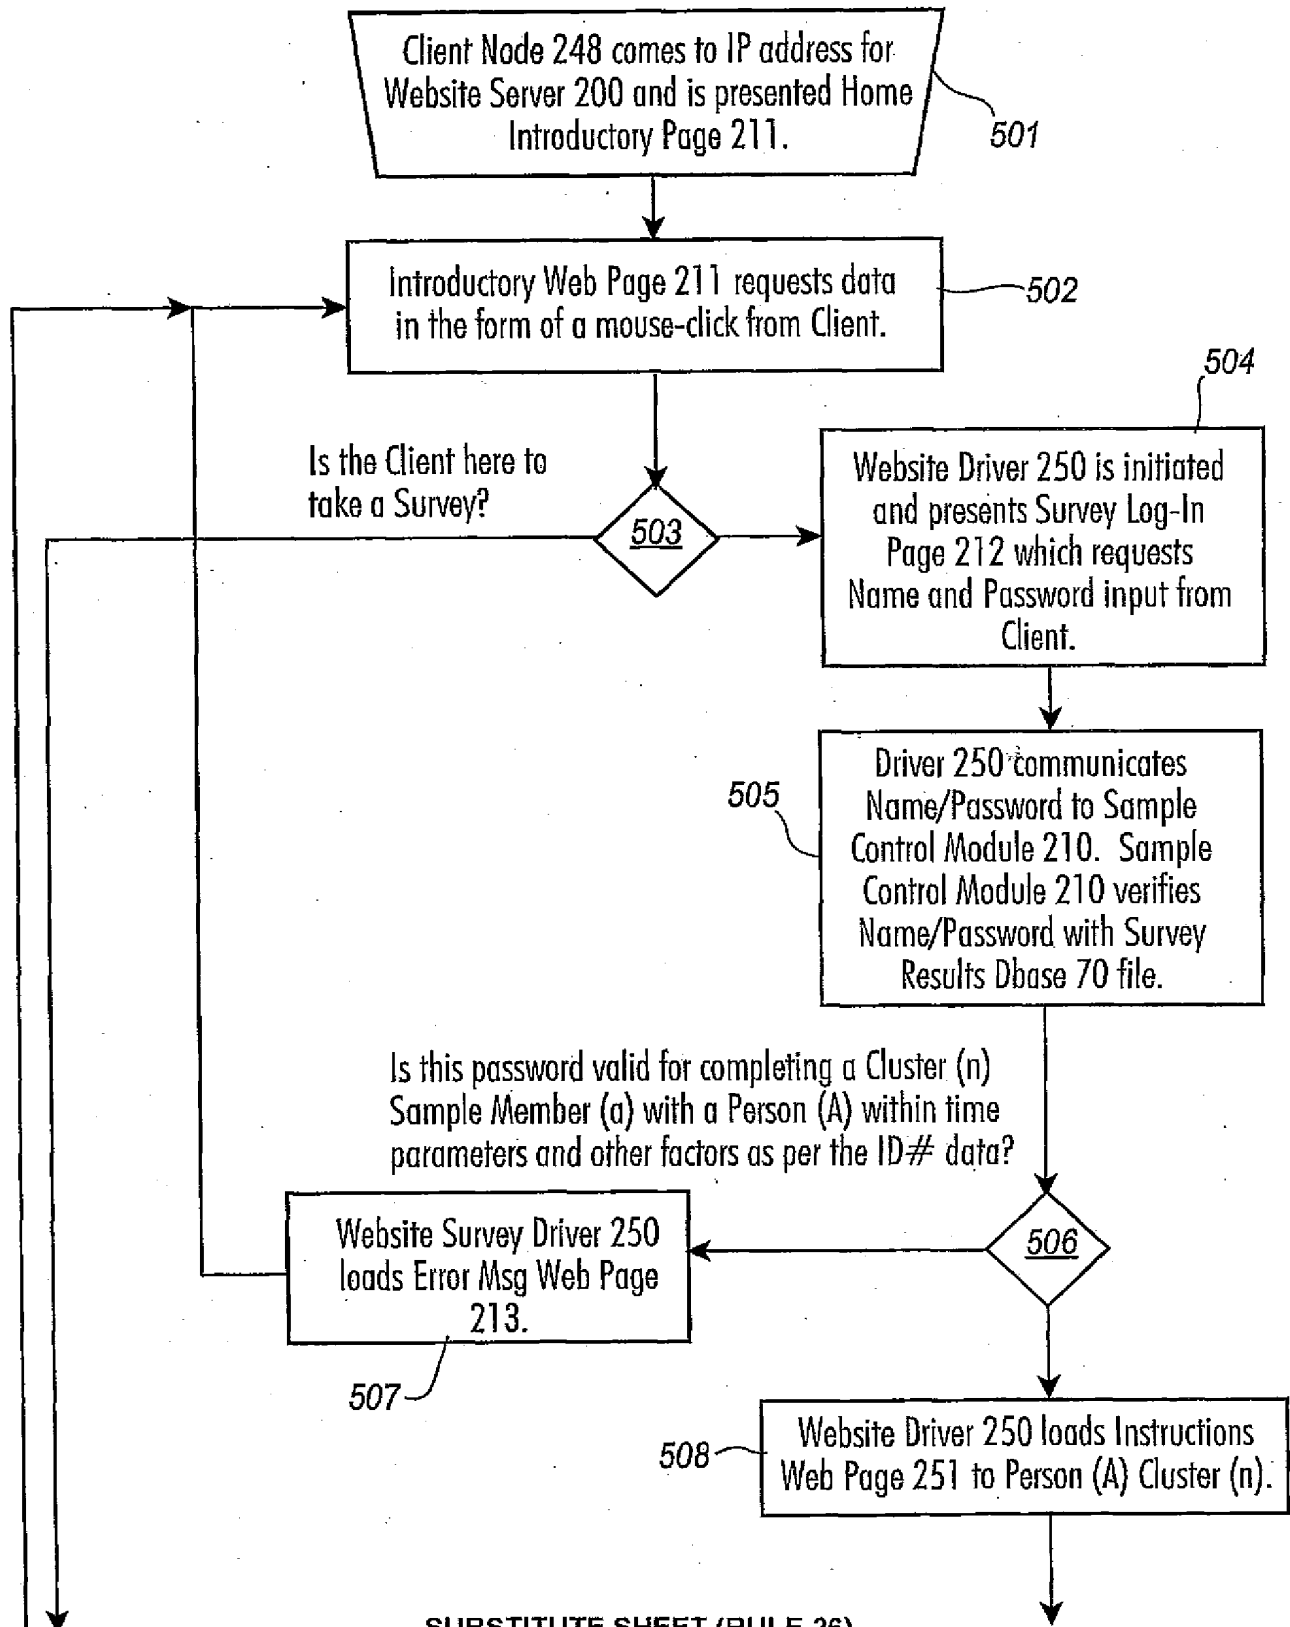 Client Node 248 comes to IP address for
Website Server 200 and is presented Home
Introductory Page 211.
501
Introductory Web Page 211 requests data
in the form of a mouse-click from Client.
502
504
Is the Client here to
take a Survey?
503
Website Driver 250 is initiated
and presents Survey Log-In
Page 212 which requests
Name and Password input from
Client.
505
Driver 250 communicates
Name/Password to Sample
Control Module 210. Sample
Control Module 210 verifies
Name/Password with Survey
Results Dbase 70 file.
Is this password valid for completing a Cluster (n)
Sample Member (a) with a Person (A) within time
parameters and other factors as per the ID# data?
506
Website Survey Driver 250
loads Error Msg Web Page
213.
507
508
Website Driver 250 loads Instructions
Web Page 251 to Person (A) Cluster (n).
SUBSTITUTE SHEET (RULE 26)